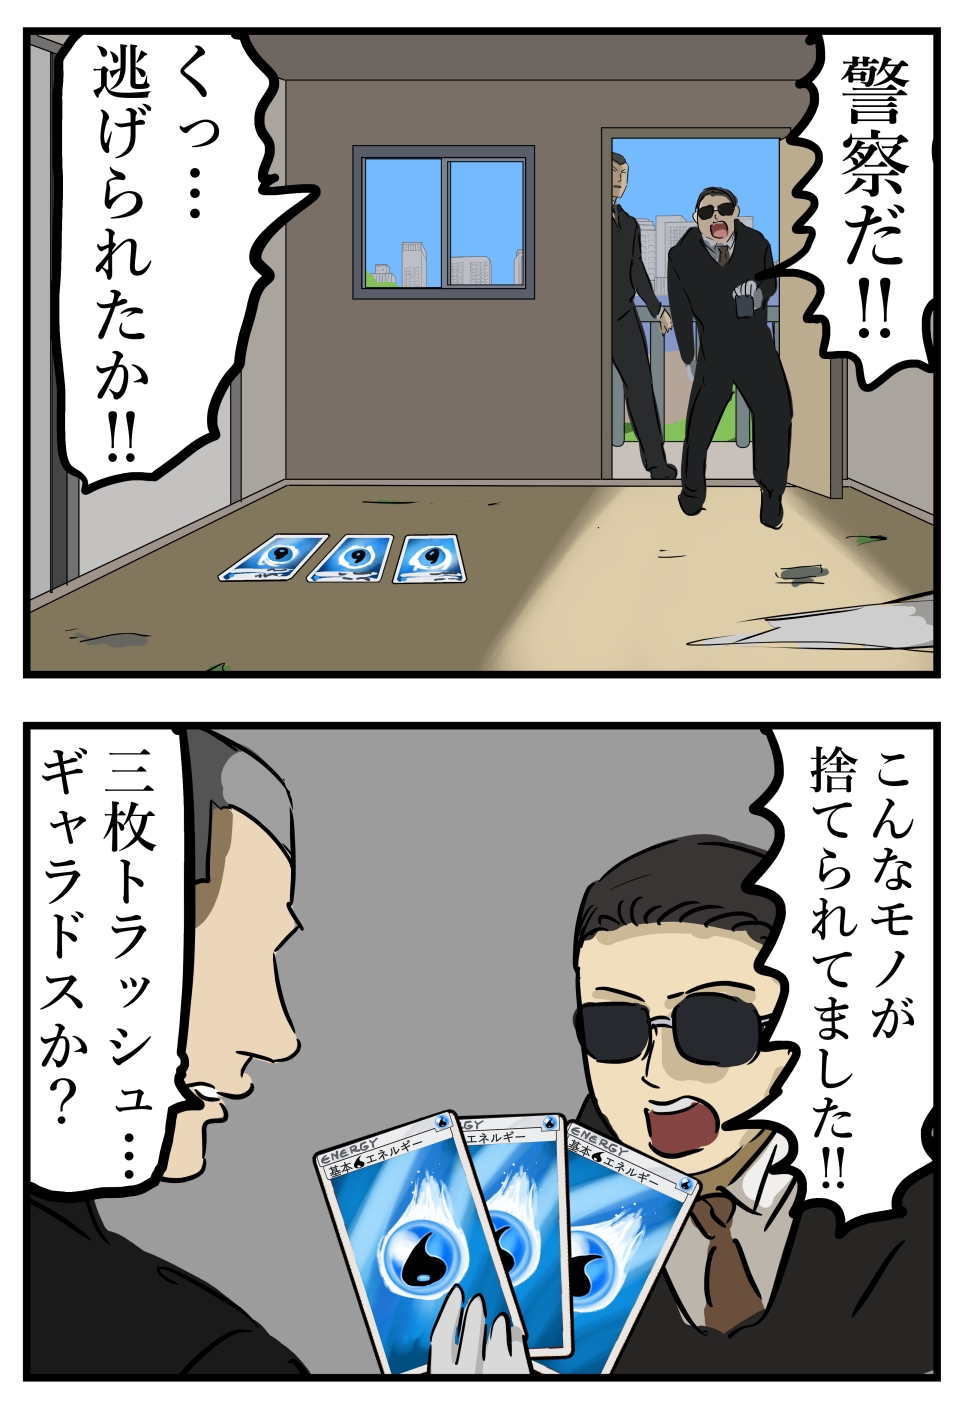 警察だ!!
くっ…
逃げられたか!!
こんなモノが
捨てられてました!!
三枚トラッシュ…
ギャラドスか?
ENERGY
基本 エネルギー
GY
エネルギー
ENERGY
基本 エネルギー